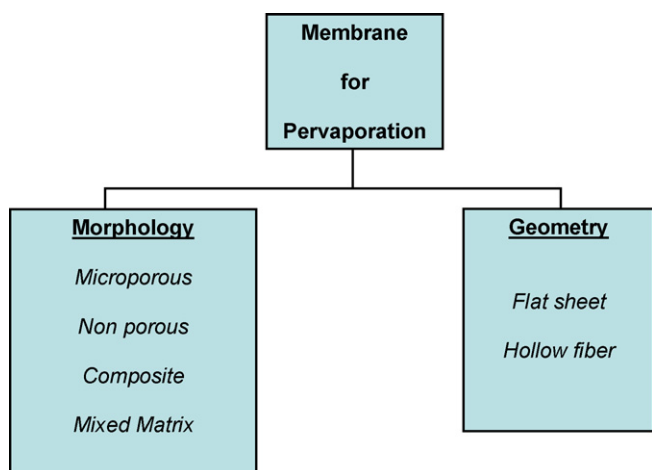 Membrane
for
Pervaporation
Morphology
Microporous
Non porous
Composite
Mixed Matrix
Geometry
Flat sheet
Hollow fiber